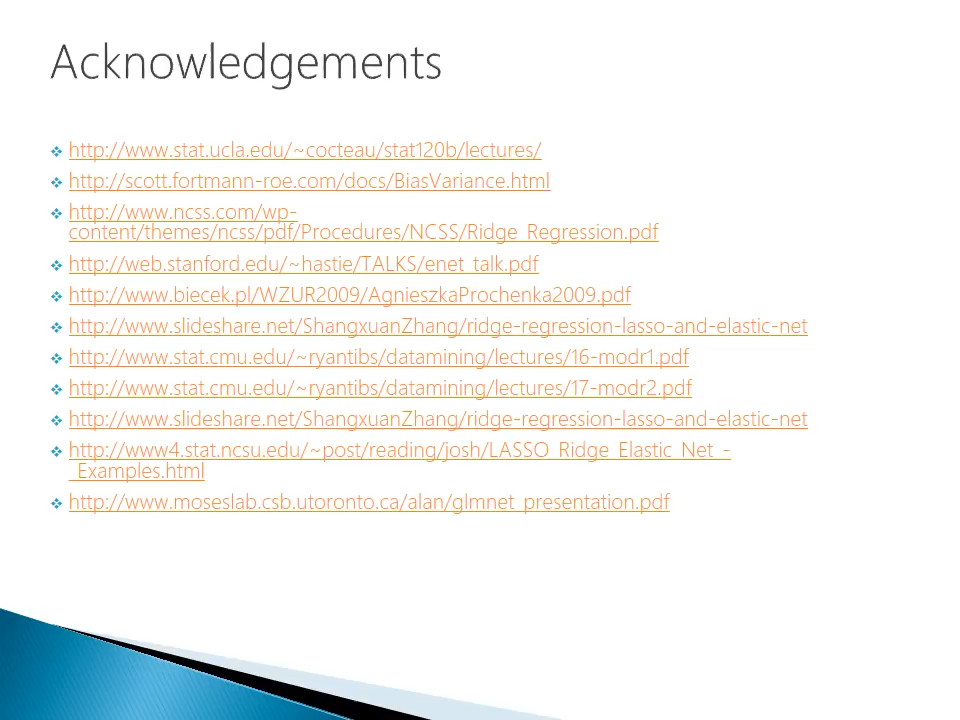 Acknowledgements
❖ http://www.stat.ucla.edu/~cocteau/stat120b/lectures/
❖ http://scott.fortmann-roe.com/docs/BiasVariance.html
❖ http://www.ncss.com/wp-
content/themes/ncss/pdf/Procedures/NCSS/Ridge_Regression.pdf
❖ http://web.stanford.edu/~hastie/TALKS/enet_talk.pdf
❖ http://www.biecek.pl/WZUR2009/AgnieszkaProchenka2009.pdf
❖ http://www.slideshare.net/ShangxuanZhang/ridge-regression-lasso-and-elastic-net
❖ http://www.stat.cmu.edu/~ryantibs/datamining/lectures/16-modr1.pdf
❖ http://www.stat.cmu.edu/~ryantibs/datamining/lectures/17-modr2.pdf
❖ http://www.slideshare.net/ShangxuanZhang/ridge-regression-lasso-and-elastic-net
❖ http://www4.stat.ncsu.edu/~post/reading/josh/LASSO_Ridge_Elastic_Net_-
_Examples.html
❖ http://www.moseslab.csb.utoronto.ca/alan/glmnet_presentation.pdf